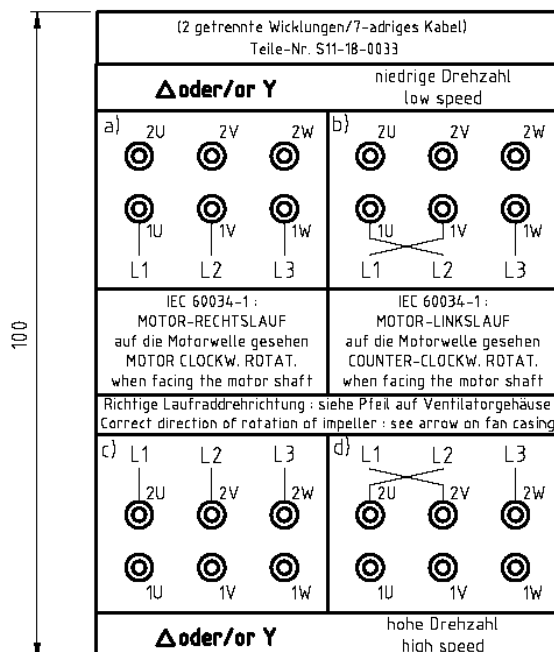 (2 getrennte Wicklungen/7-adriges Kabel)
Teile-Nr. S11-18-0033
Δ oder/or Y
niedrige Drehzahl
low speed
a) 2U 2V 2W
1U 1V 1W
L1 L2 L3
b) 2U 2V 2W
1U 1V 1W
L1 L2 L3
IEC 60034-1 :
MOTOR-RECHTSLAUF
auf die Motorwelle gesehen
MOTOR CLOCKW. ROTAT.
when facing the motor shaft
IEC 60034-1 :
MOTOR-LINKSLAUF
auf die Motorwelle gesehen
COUNTER-CLOCKW. ROTAT.
when facing the motor shaft
Richtige Laufraddrehrichtung : siehe Pfeil auf Ventilatorgehäuse
Correct direction of rotation of impeller : see arrow on fan casing
c) L1 L2 L3
2U 2V 2W
1U 1V 1W
d) L1 L2 L3
2U 2V 2W
1U 1V 1W
Δ oder/or Y
hohe Drehzahl
high speed
100